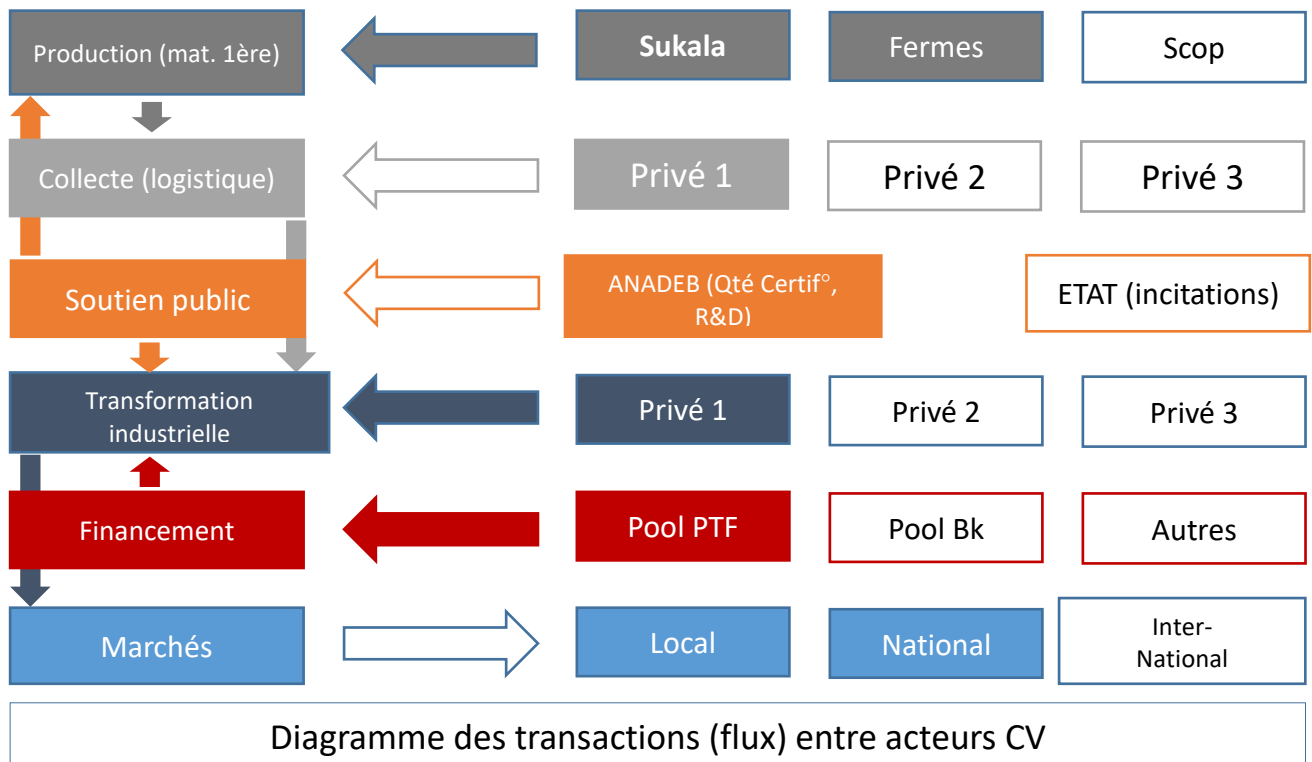 Production (mat. 1ère)
Sukala
Fermes
Scop
Collecte (logistique)
Privé 1
Privé 2
Privé 3
Soutien public
ANADEB (Qté Certif°,
R&D)
ETAT (incitations)
Transformation
industrielle
Privé 1
Privé 2
Privé 3
Financement
Pool PTF
Pool Bk
Autres
Marchés
Local
National
Inter-
National
Diagramme des transactions (flux) entre acteurs CV